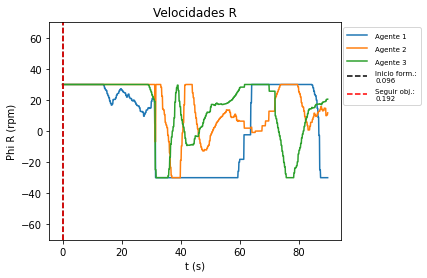 Velocidades R
Agente 1
Agente 2
Agente 3
Inicio form.:
0.096
Seguir obj.:
0.192
Phi R (rpm)
60
40
20
0
−20
−40
−60
0 20 40 60 80
t (s)